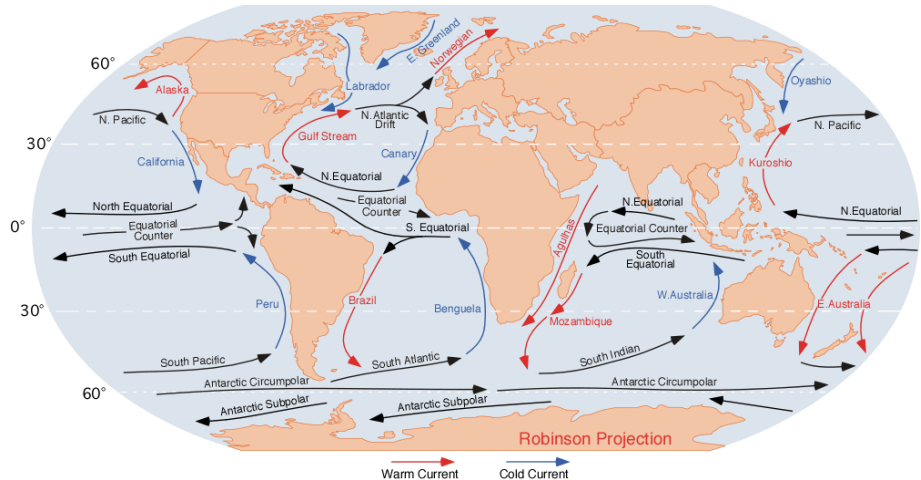 E. Greenland
Norwegian
60°
Alaska
Labrador
Oyashio
N. Pacific
N. Atlantic
Drift
N. Pacific
Gulf Stream
30°
California
Canary
Kuroshio
N.Equatorial
North Equatorial
Equatorial
Counter
N.Equatorial
N.Equatorial
0°
Equatorial
Counter
S. Equatorial
Agulhas
Equatorial Counter
South Equatorial
South
Equatorial
Peru
Brazil
Benguela
W.Australia
E.Australia
30°
Mozambique
South Pacific
South Atlantic
South Indian
Antarctic Circumpolar
Antarctic Circumpolar
60°
Antarctic Subpolar
Antarctic Subpolar
Robinson Projection
Warm Current
Cold Current